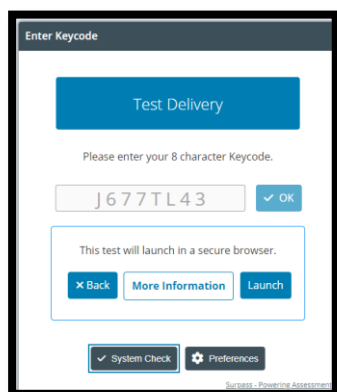 Enter Keycode
Test Delivery
Please enter your 8 character Keycode.
J677TL43 ✓ OK
This test will launch in a secure browser.
× Back More Information Launch
✓ System Check Preferences
Surpass - Powering Assessment